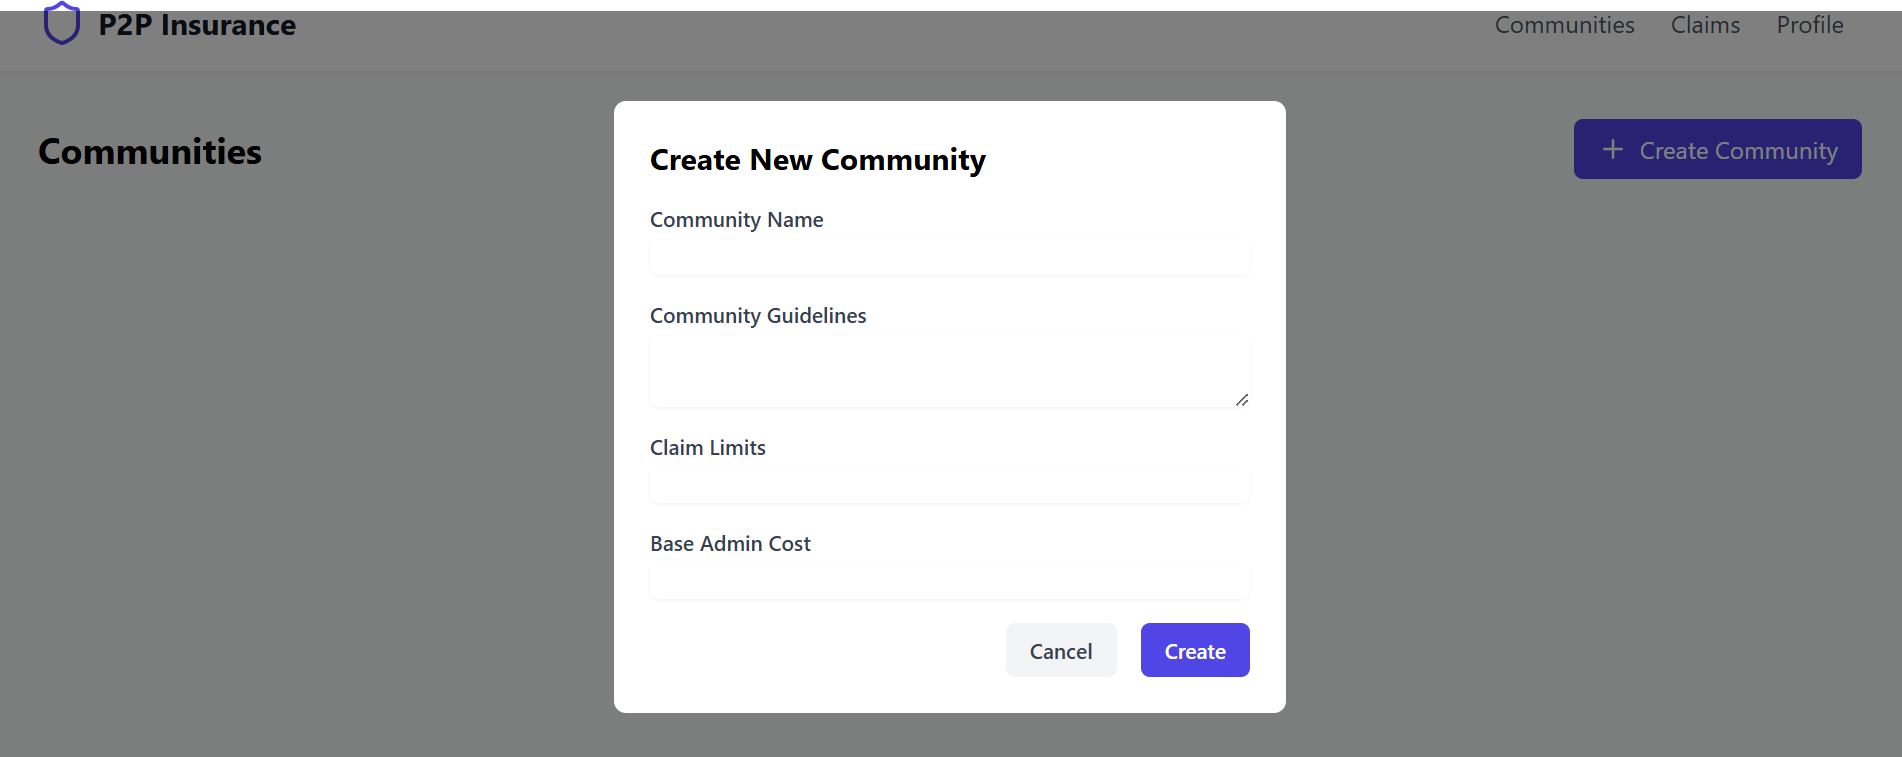 P2P Insurance
Communities Claims Profile
Communities
Create Community
Create New Community
Community Name
Community Guidelines
Claim Limits
Base Admin Cost
Cancel Create